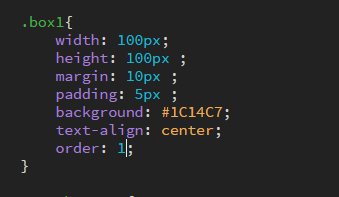 .box1{
width: 100px;
height: 100px ;
margin: 10px ;
padding: 5px ;
background: #1C14C7;
text-align: center;
order: 1;
}